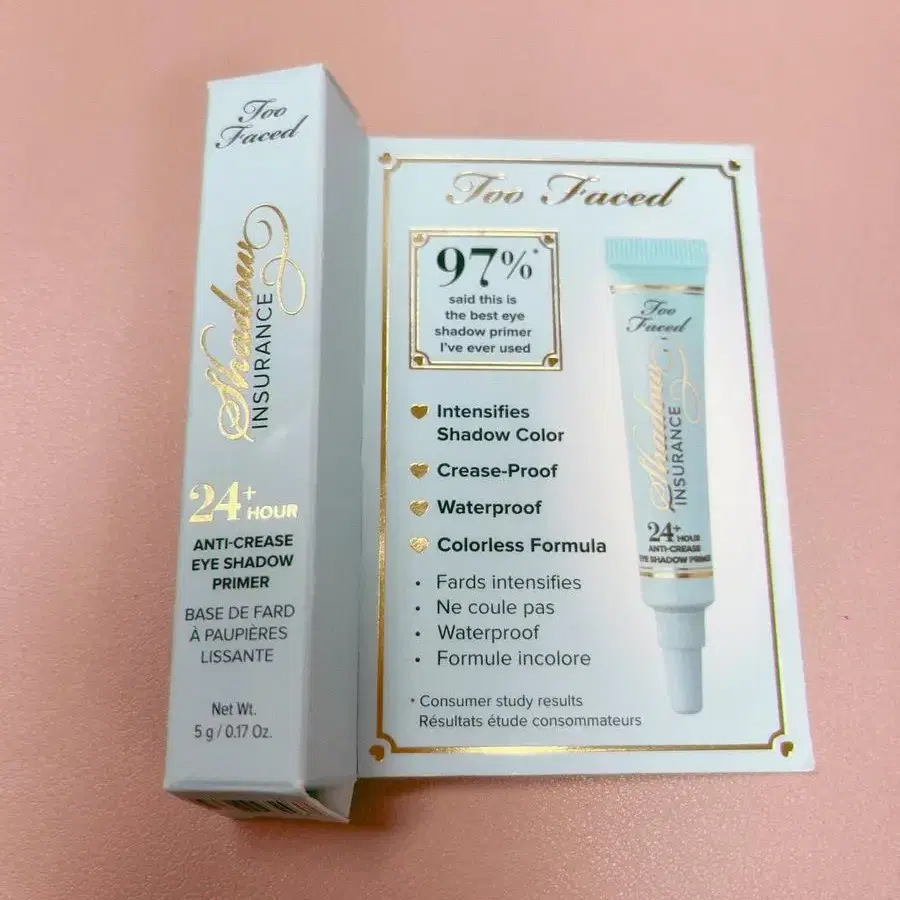 Too
Faced
Shadow
INSURANCE
24+
HOUR
ANTI-CREASE
EYE SHADOW
PRIMER
BASE DE FARD
À PAUPIÈRES
LISSANTE
Net Wt.
5 g / 0.17 Oz.
Too Faced
97%*
said this is
the best eye
shadow primer
I've ever used
Intensifies
Shadow Color
Crease-Proof
Waterproof
Colorless Formula
• Fards intensifies
• Ne coule pas
• Waterproof
• Formule incolore
* Consumer study results
Résultats étude consommateurs
Too
Faced
Shadow
INSURANCE
24+ HOUR
ANTI-CREASE
EYE SHADOW PRIMER